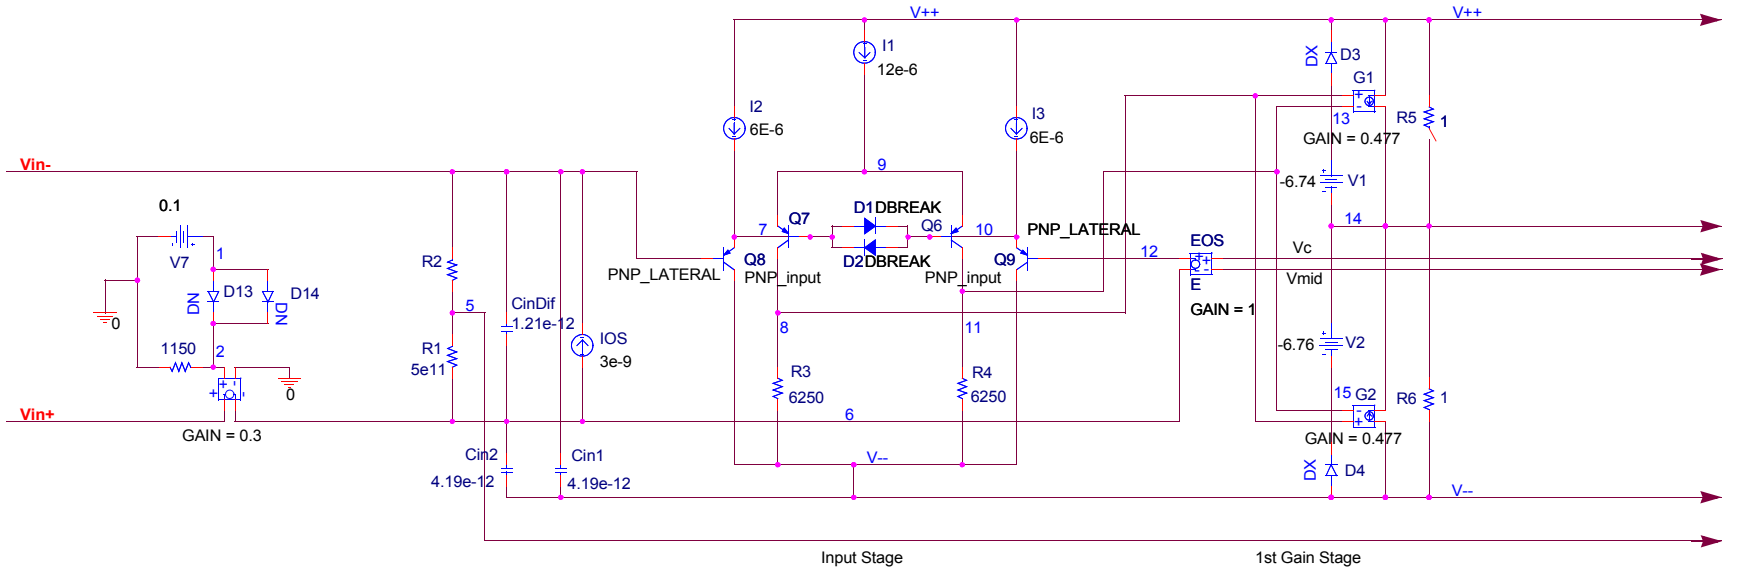 V++
V++
I1
12e-6
DX
D3
G1
I2
6E-6
I3
6E-6
13
R5
1
GAIN = 0.477
Vin-
9
-6.74
V1
0.1
D1
DBREAK
Q7
Q6
7
10
PNP_LATERAL
14
1
V7
D2
DBREAK
EOS
12
Vc
R2
PNP_LATERAL
Q8
PNP_input
PNP_input
Q9
E
Vmid
DN
D13
D14
DN
CinDif
1.21e-12
5
GAIN = 1
0
8
11
1150
2
R1
5e11
IOS
3e-9
-6.76
V2
R3
6250
R4
6250
15
G2
R6
1
0
Vin+
6
GAIN = 0.3
GAIN = 0.477
Cin2
4.19e-12
Cin1
4.19e-12
V--
DX
D4
V--
Input Stage
1st Gain Stage